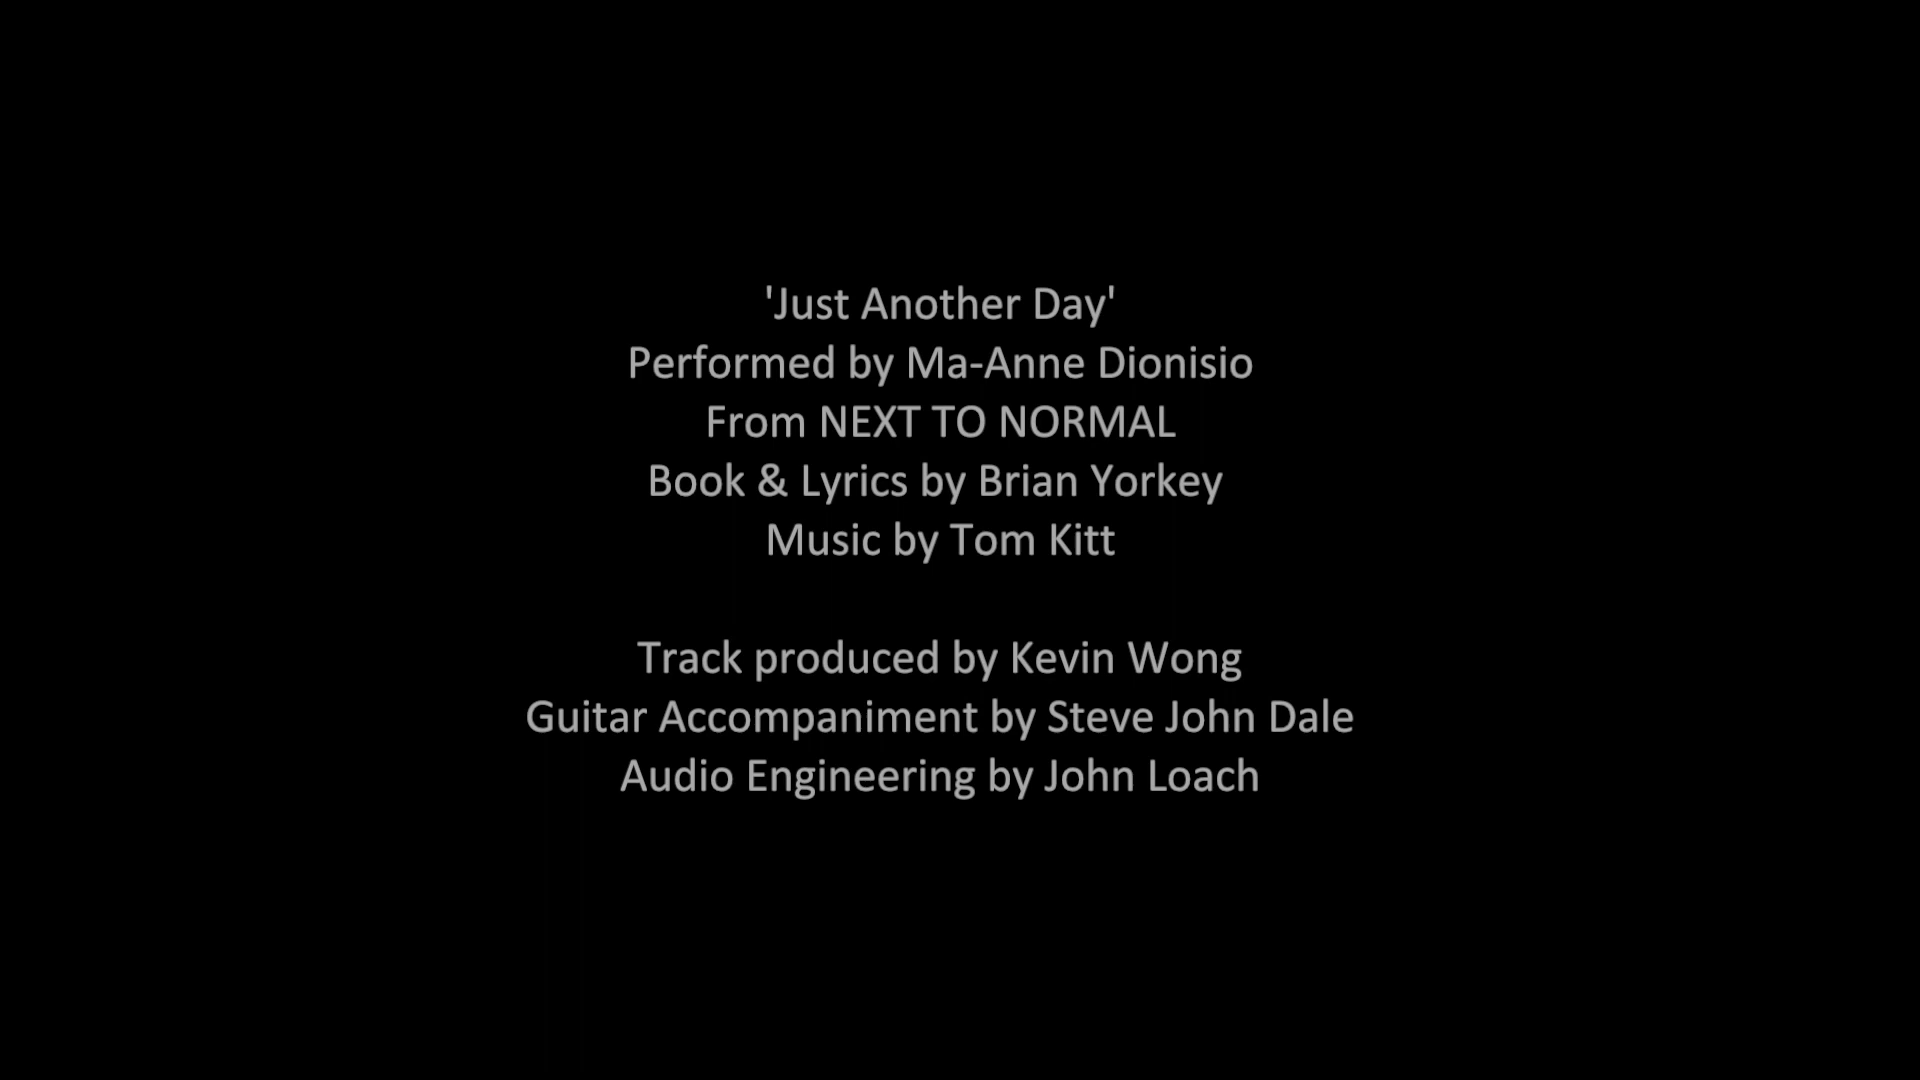 'Just Another Day'
Performed by Ma-Anne Dionisio
From NEXT TO NORMAL
Book & Lyrics by Brian Yorkey
Music by Tom Kitt
Track produced by Kevin Wong
Guitar Accompaniment by Steve John Dale
Audio Engineering by John Loach